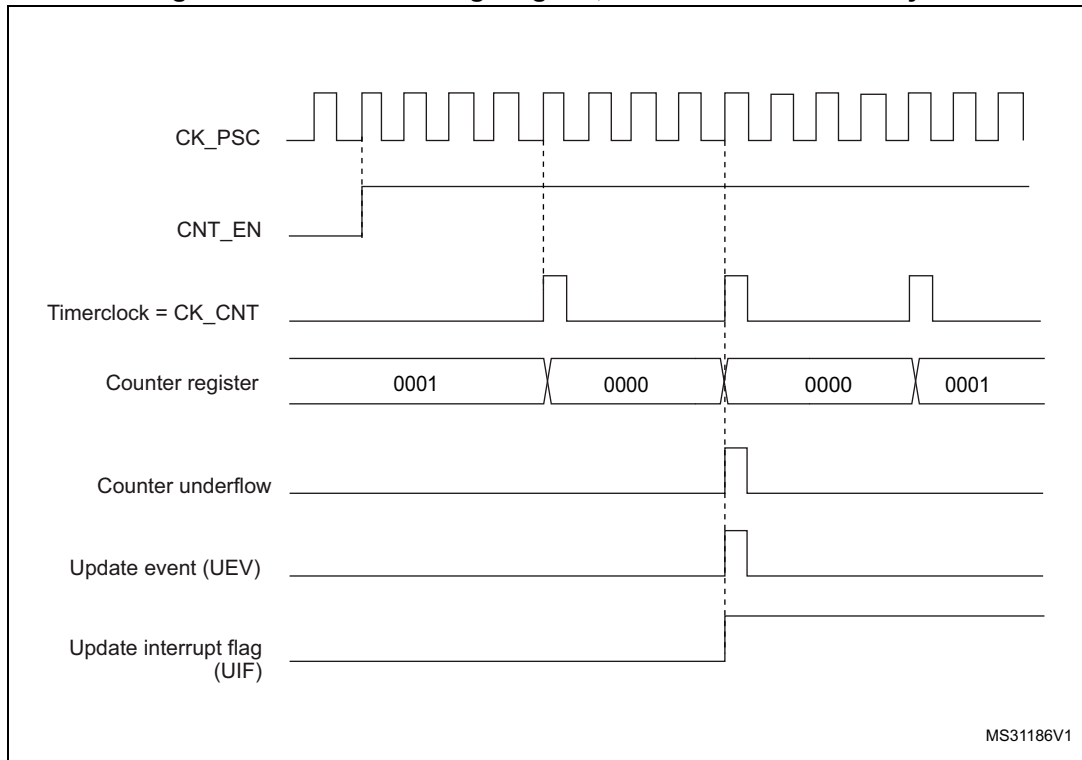 CK_PSC
CNT_EN
Timerclock = CK_CNT
Counter register
0001 0000 0000 0001
Counter underflow
Update event (UEV)
Update interrupt flag
(UIF)
MS31186V1